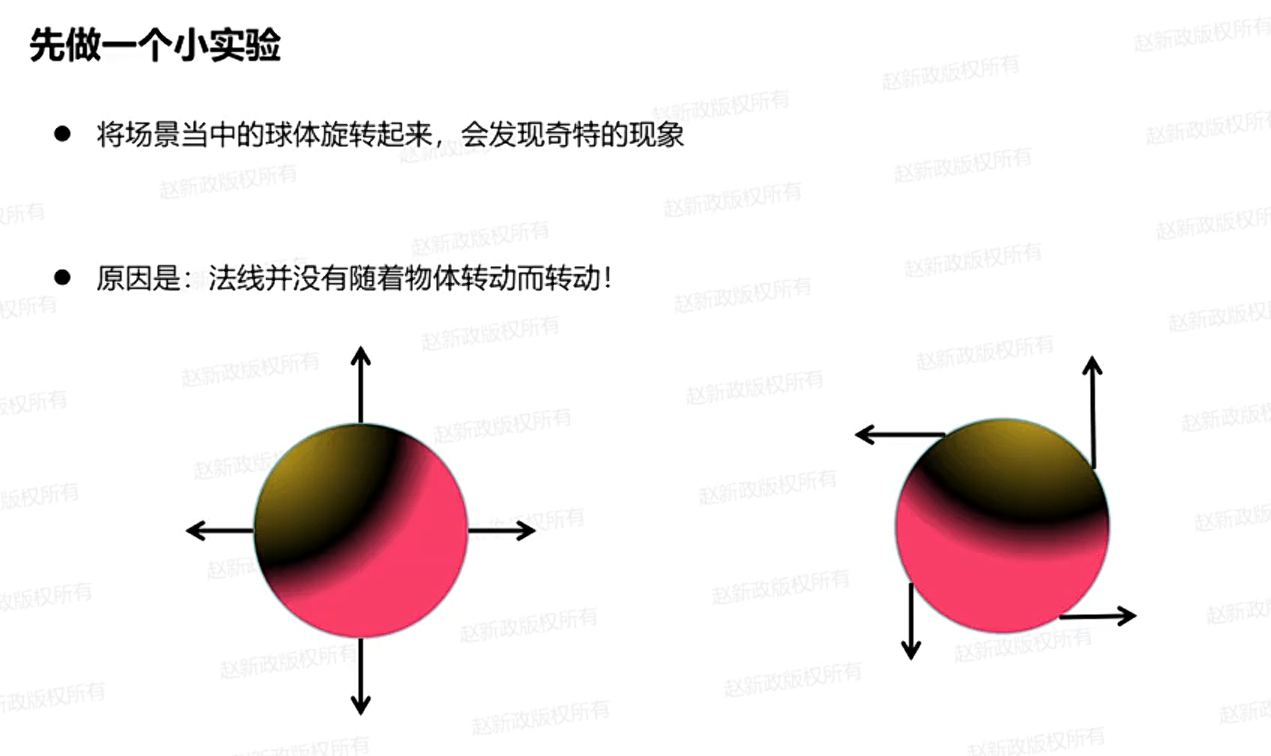 先做一个小实验
● 将场景当中的球体旋转起来，会发现奇特的现象
● 原因是：法线并没有随着物体转动而转动！
赵新政版权所有